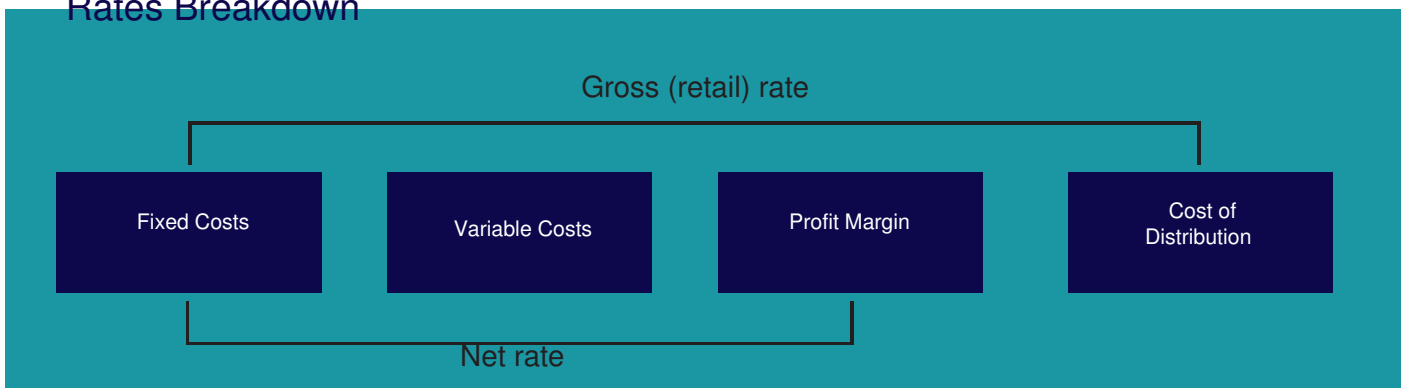 Rates Breakdown
Gross (retail) rate
Fixed Costs
Variable Costs
Profit Margin
Cost of
Distribution
Net rate